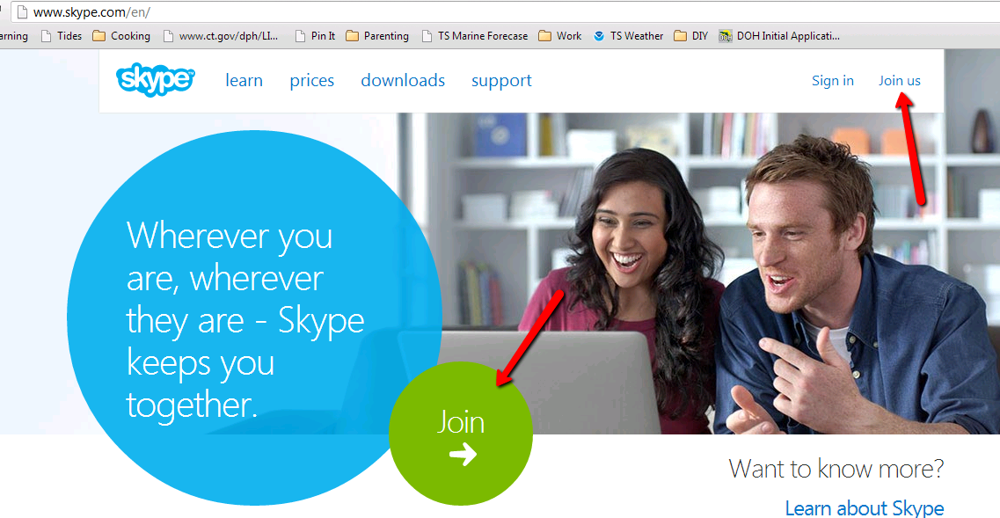 www.skype.com/en/
arning Tides Cooking www.ct.gov/dph/LI... Pin It Parenting TS Marine Forecase Work TS Weather DIY DOH Initial Applicati...
skype™ learn prices downloads support Sign in Join us
Wherever you
are, wherever
they are - Skype
keeps you
together.
Join
Want to know more?
Learn about Skype